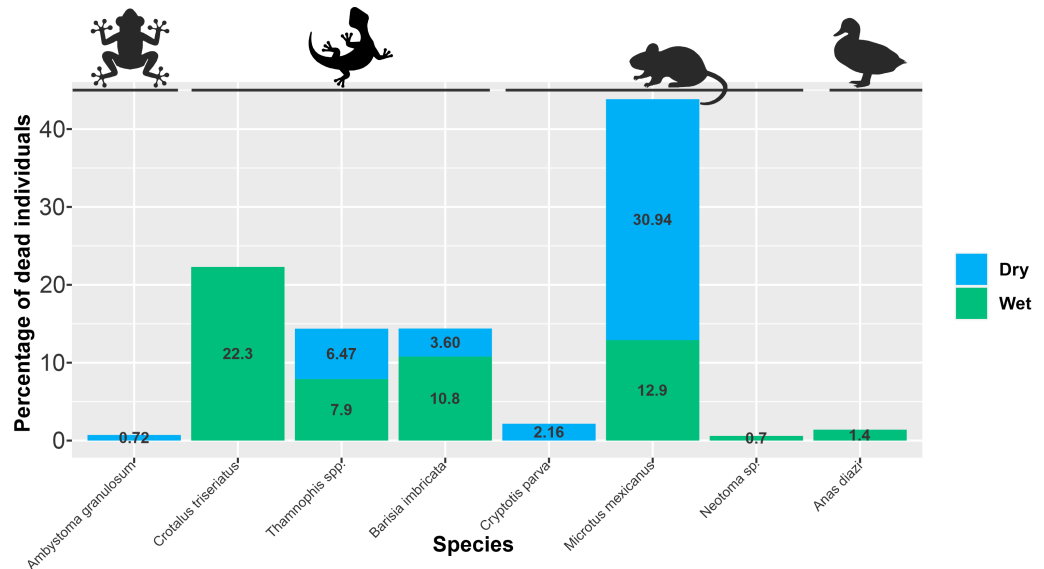 Percentage of dead individuals
40
30
20
10
0
0.72
22.3
6.47
7.9
3.60
10.8
2.16
30.94
12.9
0.7
1.4
Ambystoma granulosum
Crotalus triseriatus
Thamnophis spp.
Barisia imbricata
Cryptotis parva
Microtus mexicanus
Neotoma sp.
Anas diazi
Species
Dry
Wet